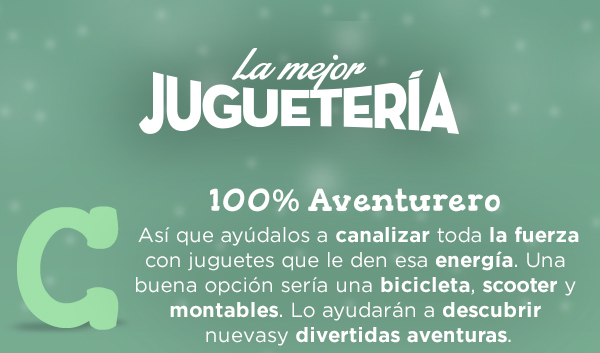 La mejor
JUGUETERÍA
100% Aventurero
C
Así que ayúdalos a canalizar toda la fuerza
con juguetes que le den esa energía. Una
buena opción sería una bicicleta, scooter y
montables. Lo ayudarán a descubrir
nuevasy divertidas aventuras.